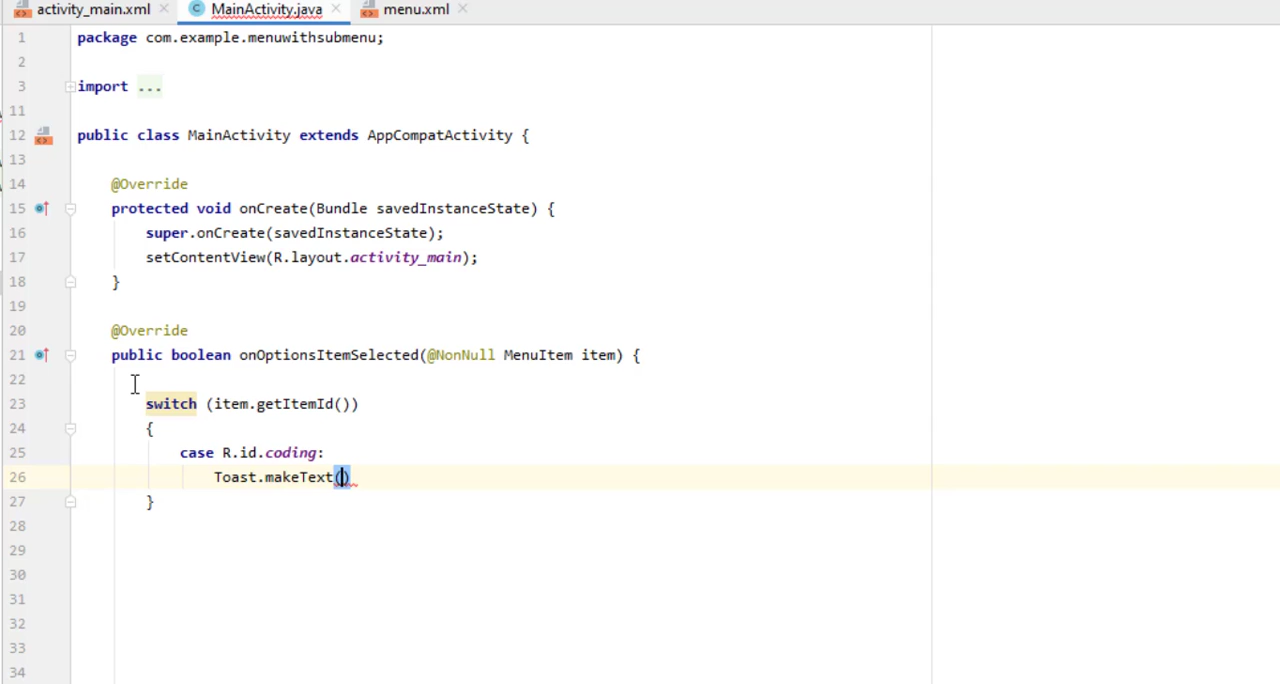 activity_main.xml MainActivity.java menu.xml
1 package com.example.menuwithsubmenu;
2
3 import ...
11
12 public class MainActivity extends AppCompatActivity {
13
14 @Override
15 protected void onCreate(Bundle savedInstanceState) {
16 super.onCreate(savedInstanceState);
17 setContentView(R.layout.activity_main);
18 }
19
20 @Override
21 public boolean onOptionsItemSelected(@NonNull MenuItem item) {
22
23 switch (item.getItemId())
24 {
25 case R.id.coding:
26 Toast.makeText()
27 }
28
29
30
31
32
33
34